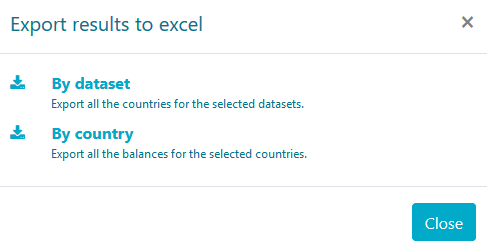 Export results to excel ×
By dataset
Export all the countries for the selected datasets.
By country
Export all the balances for the selected countries.
Close